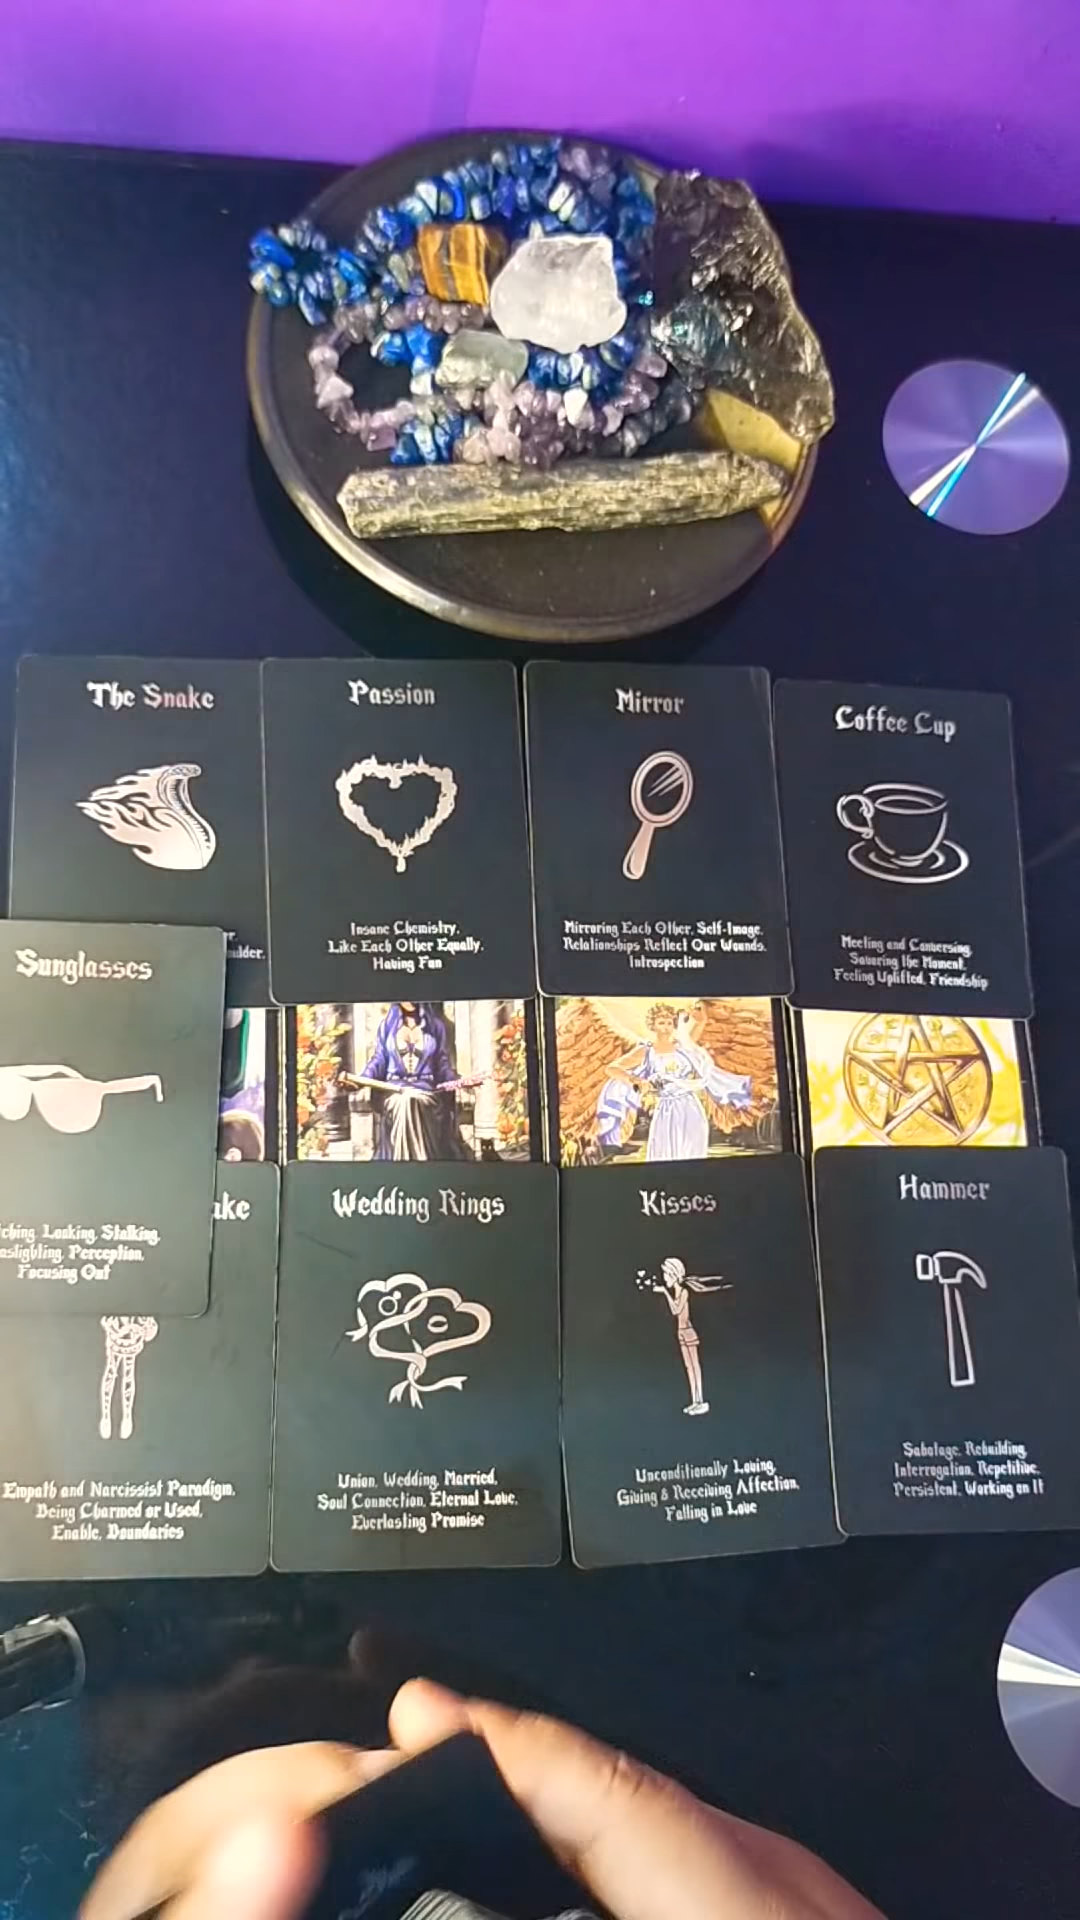 The Snake
Passion
Insane Chemistry,
Like Each Other Equally,
Having Fun
Mirror
Mirroring Each Other, Self-Image,
Relationships Reflect Our Wounds,
Introspection
Coffee Cup
Meeting and Conversing,
Savoring the Moment,
Feeling Uplifted, Friendship
Sunglasses
ching, Looking, Stalking,
aslighting, Perception,
Focusing Out
ake
Empath and Narcissist Paradigm,
Being Charmed or Used,
Enable, Boundaries
Wedding Rings
Union, Wedding, Married,
Soul Connection, Eternal Love,
Everlasting Promise
Kisses
Unconditionally Loving,
Giving & Receiving Affection,
Falling in Love
Hammer
Sabotage, Rebuilding,
Interrogation, Repetitive,
Persistent, Working on It